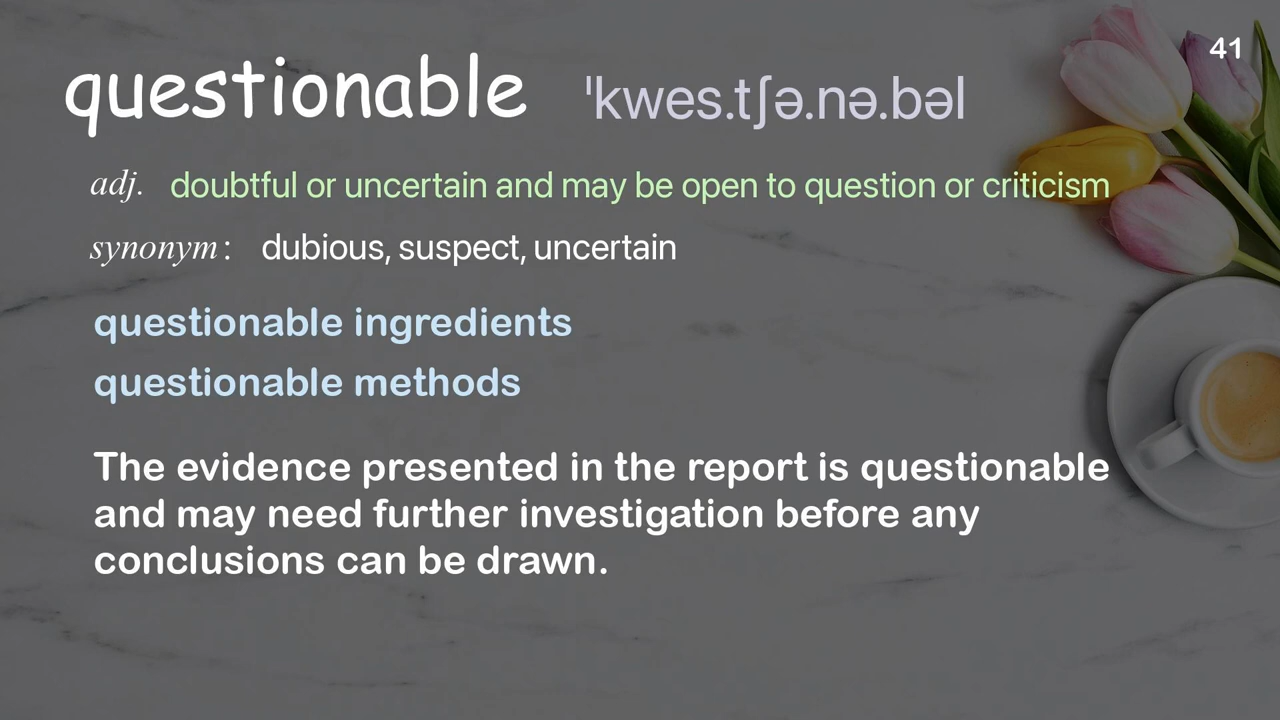 41
questionable ˈkwes.tʃə.nə.bəl
adj. doubtful or uncertain and may be open to question or criticism
synonym: dubious, suspect, uncertain
questionable ingredients
questionable methods
The evidence presented in the report is questionable
and may need further investigation before any
conclusions can be drawn.